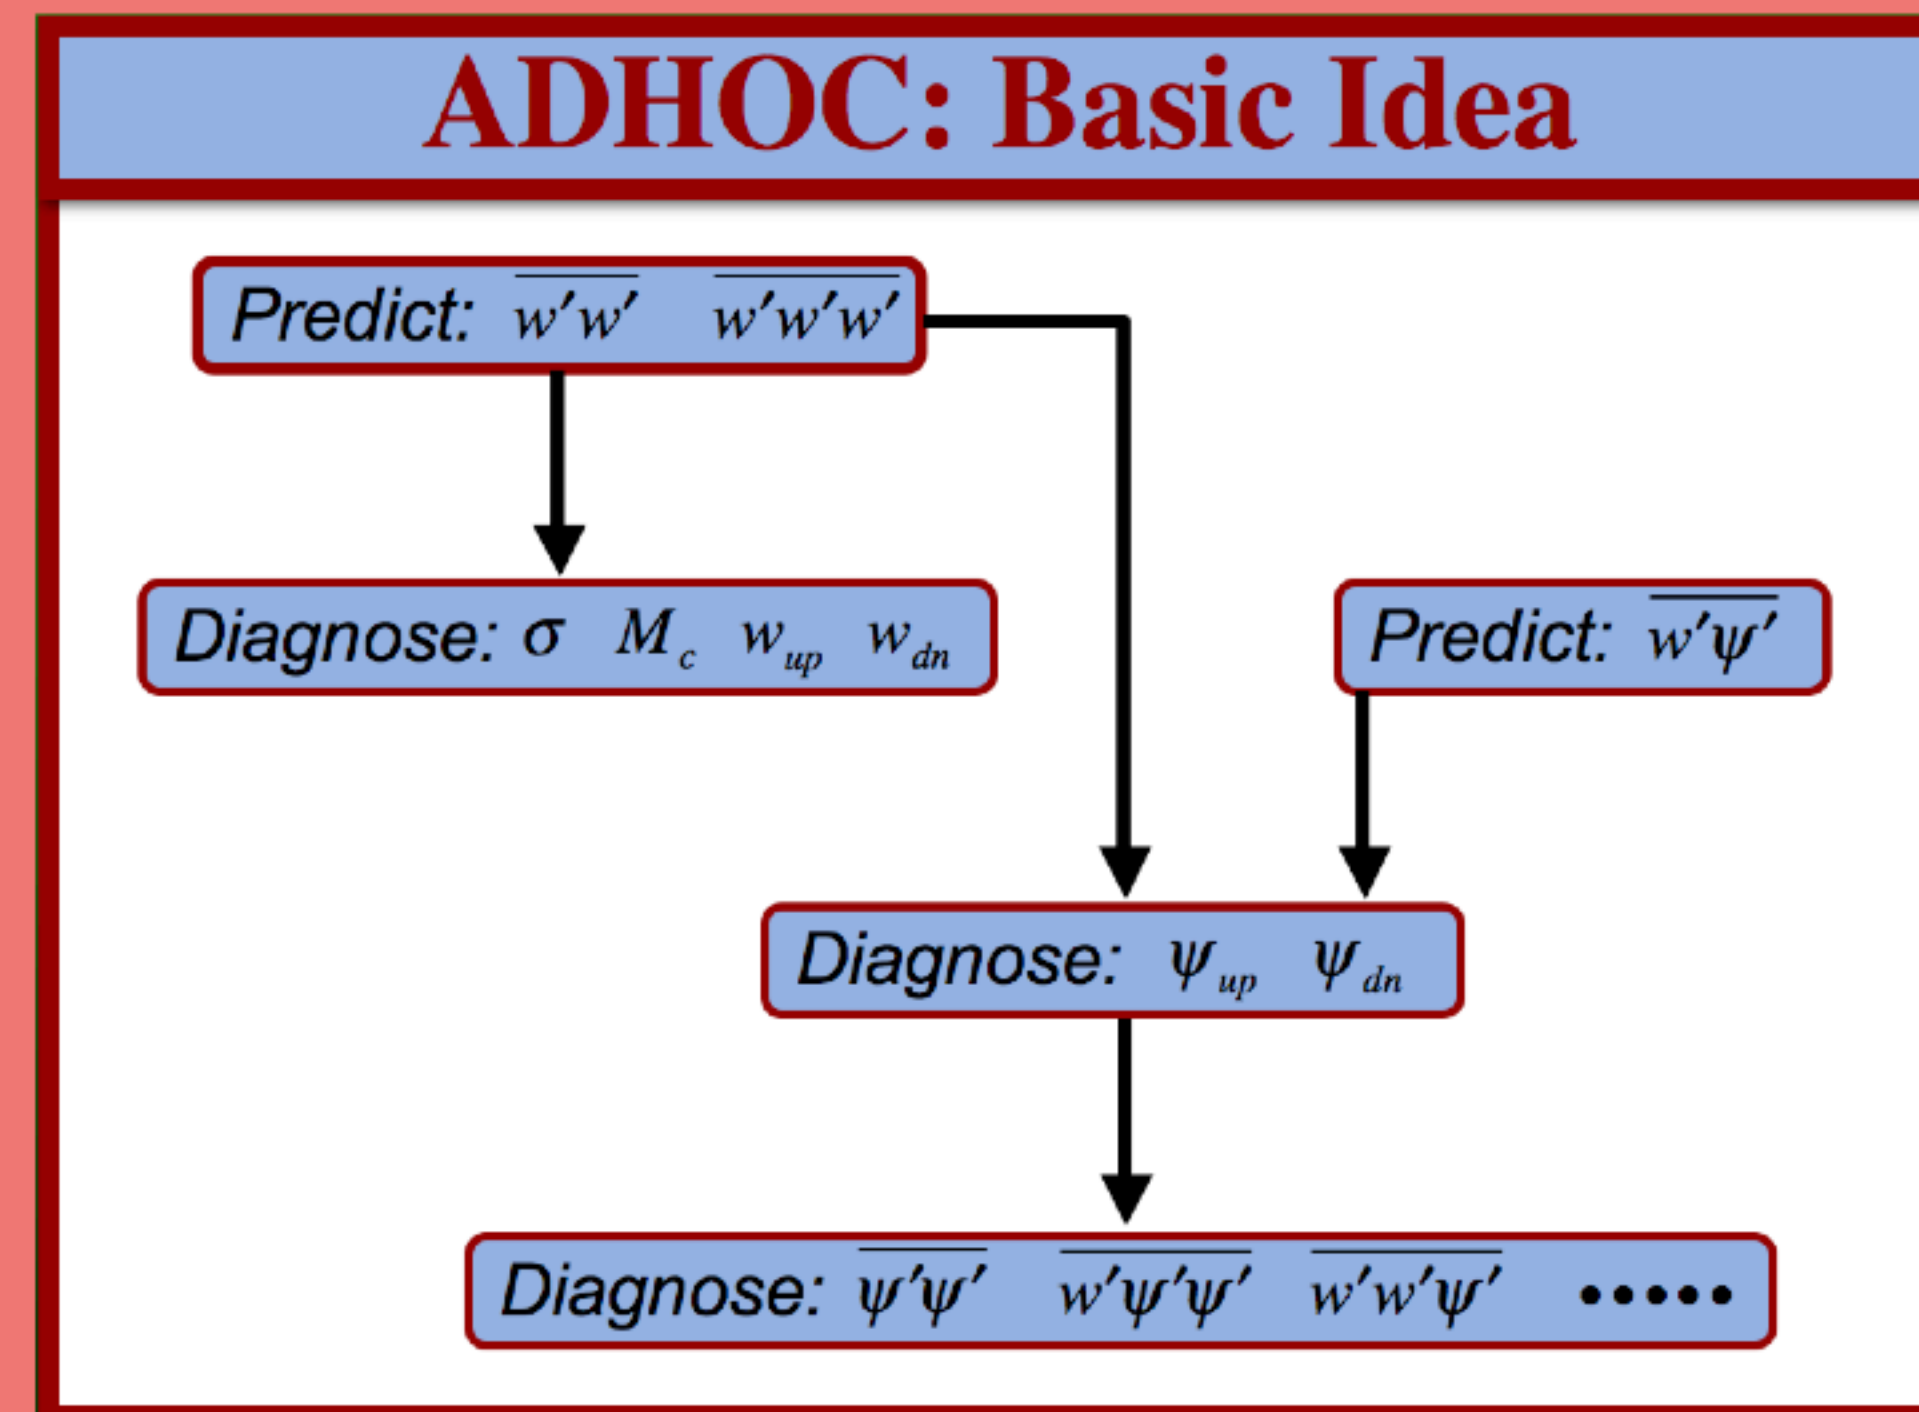 ADHOC: Basic Idea
Predict: w′w′ w′w′w′
Diagnose: σ M_c w_up w_dn
Predict: w′ψ′
Diagnose: ψ_up ψ_dn
Diagnose: ψ′ψ′ w′ψ′ψ′ w′w′ψ′ •••••